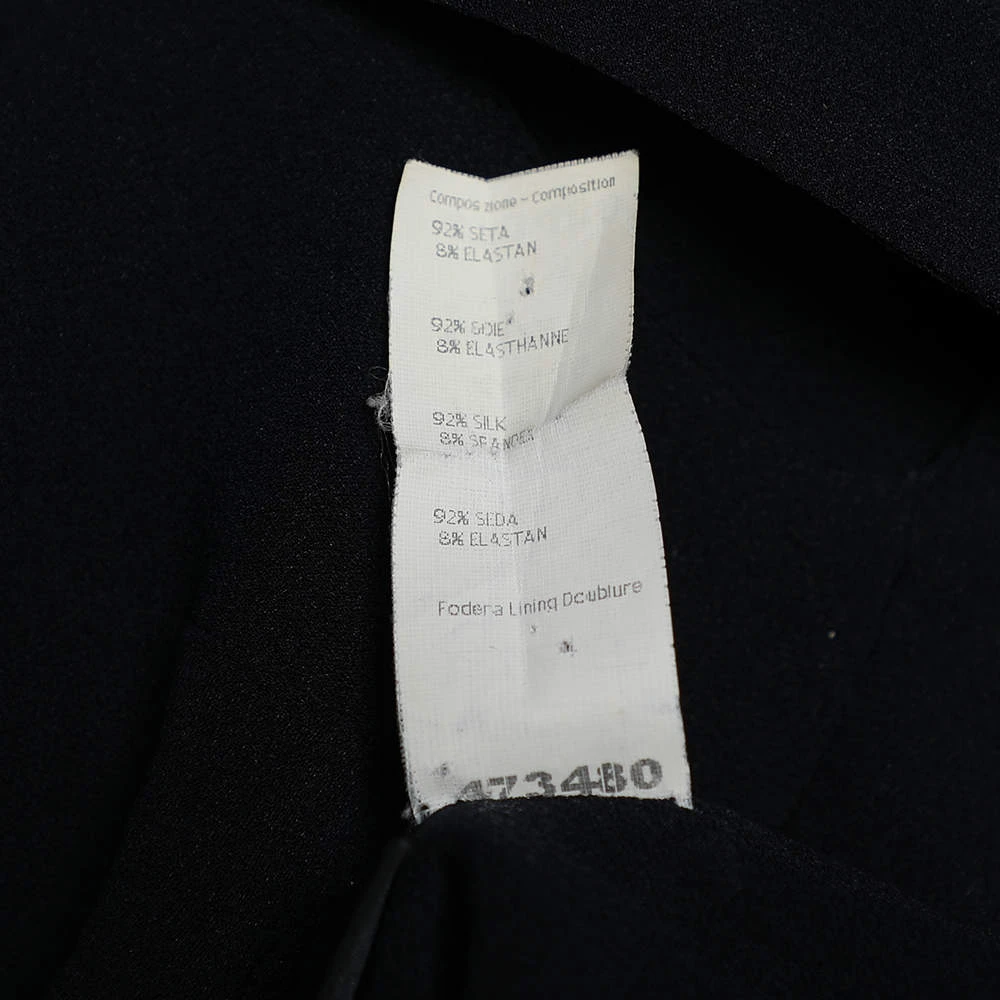 Composizione - Composition
92% SETA
8% ELASTAN
92% SOIE
8% ELASTHANNE
92% SILK
8% SPANDEX
92% SEDA
8% ELASTAN
Fodera Lining Doublure
473480